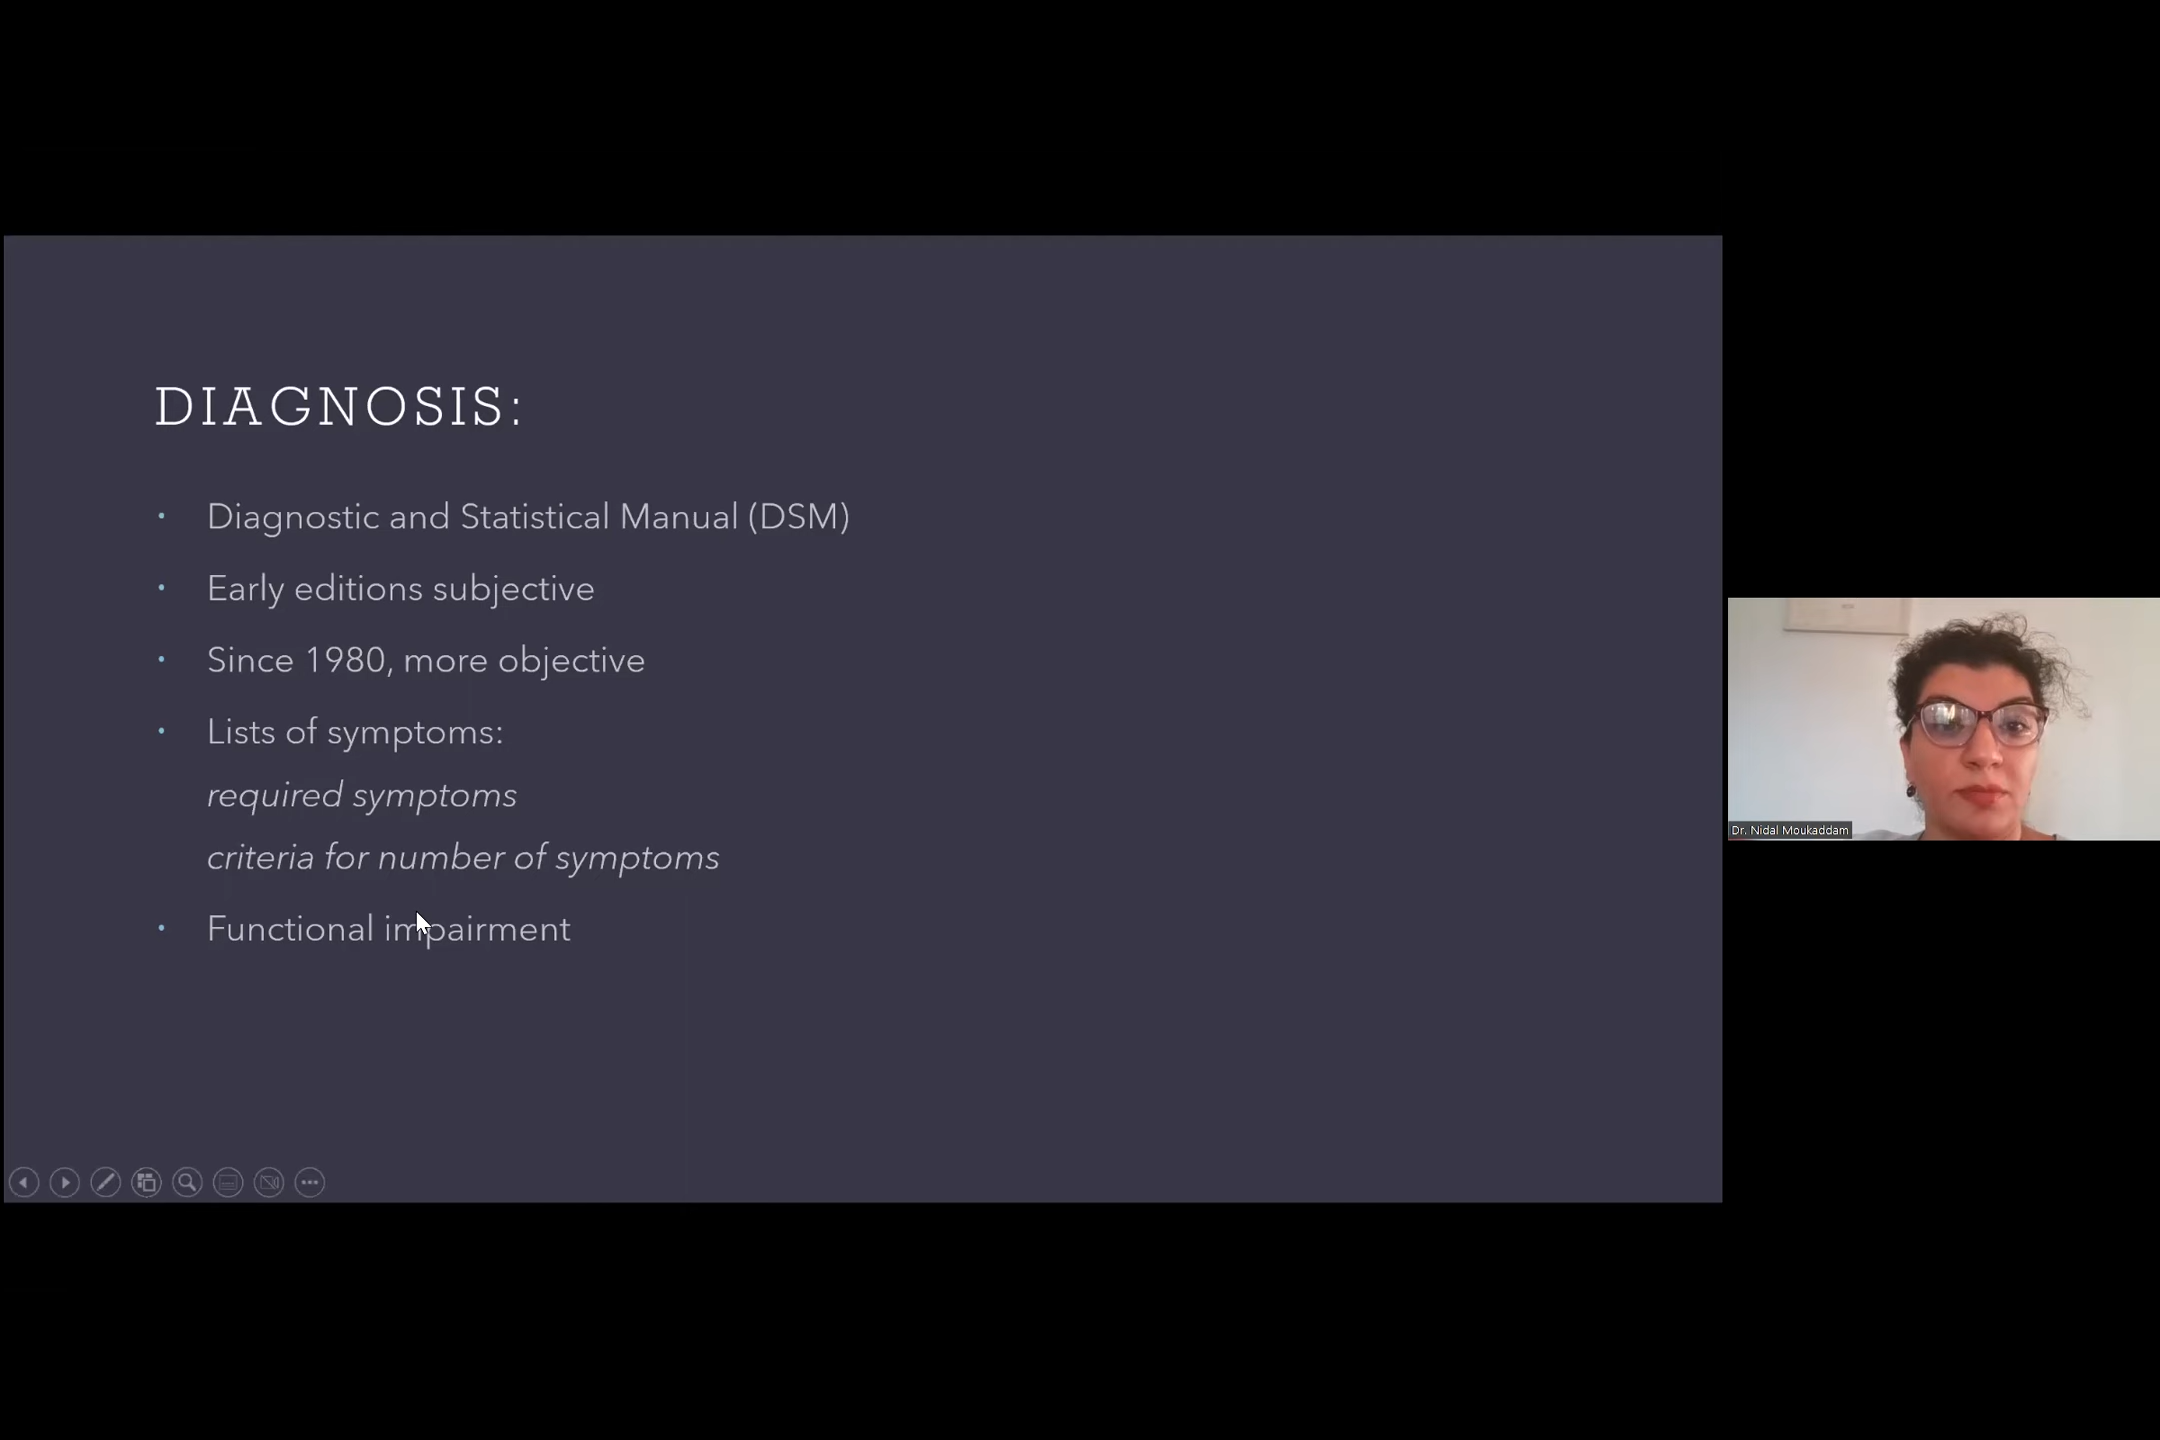 DIAGNOSIS:
• Diagnostic and Statistical Manual (DSM)
• Early editions subjective
• Since 1980, more objective
• Lists of symptoms:
required symptoms
criteria for number of symptoms
• Functional impairment
Dr. Nidal Moukaddam